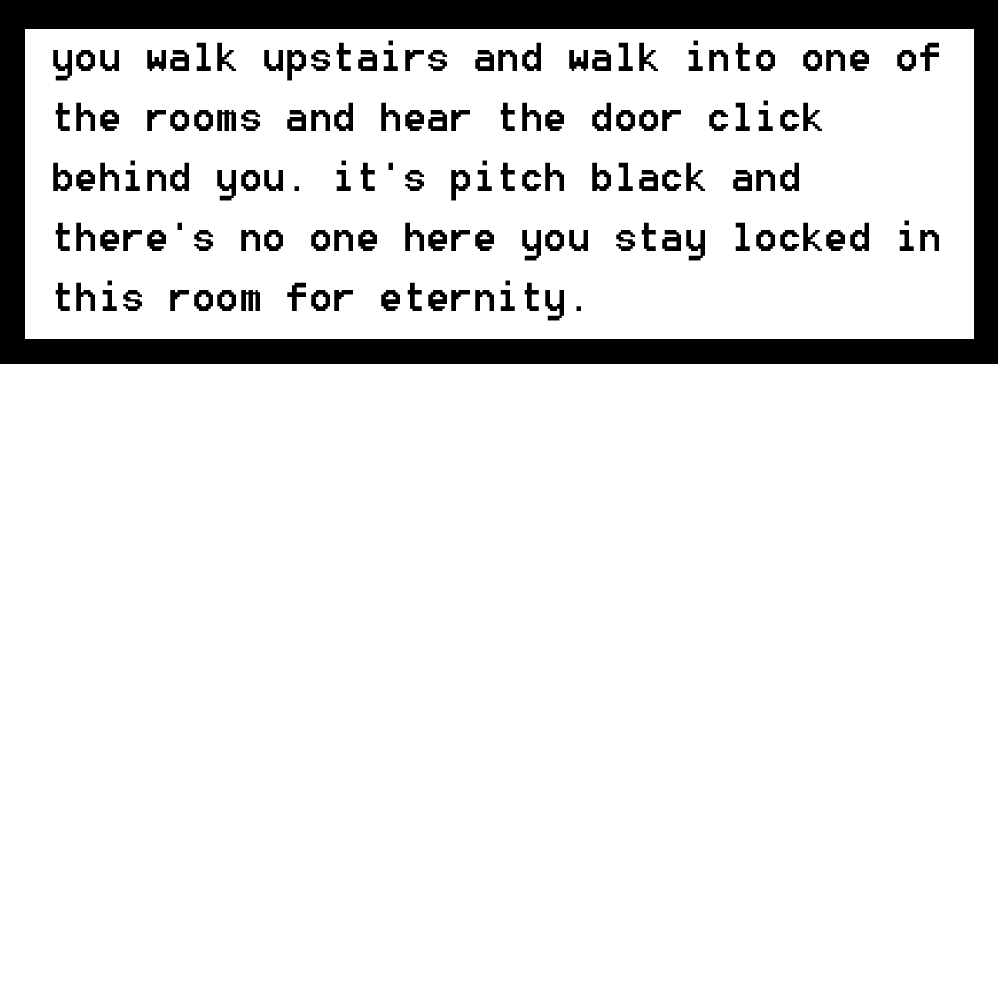 you walk upstairs and walk into one of
the rooms and hear the door click
behind you. it's pitch black and
there's no one here you stay locked in
this room for eternity.